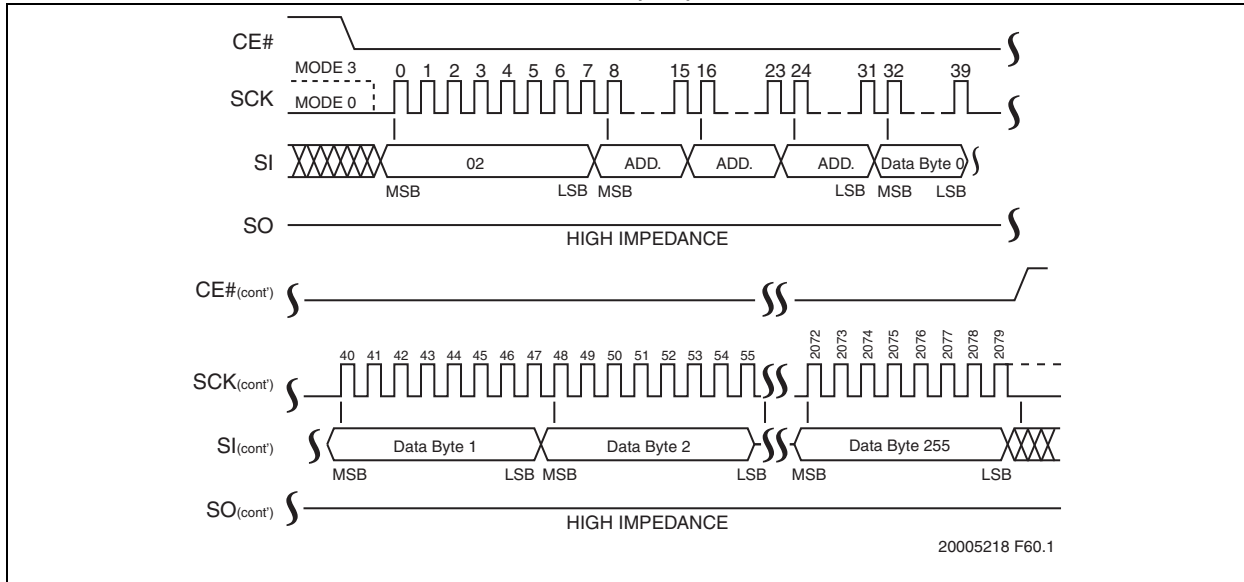 CE#
MODE 3
0 1 2 3 4 5 6 7 8 15 16 23 24 31 32 39
SCK
MODE 0
SI
02
ADD.
ADD.
ADD.
Data Byte 0
MSB LSB MSB LSB MSB LSB
SO
HIGH IMPEDANCE
CE#(cont')
40 41 42 43 44 45 46 47 48 49 50 51 52 53 54 55 2072 2073 2074 2075 2076 2077 2078 2079
SCK(cont')
SI(cont')
Data Byte 1
Data Byte 2
Data Byte 255
MSB LSB MSB LSB MSB LSB
SO(cont')
HIGH IMPEDANCE
20005218 F60.1